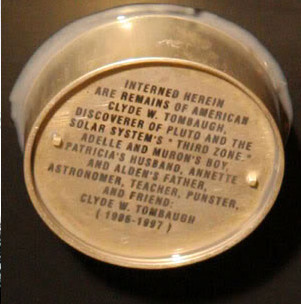 INTERNED HEREIN
ARE REMAINS OF AMERICAN
CLYDE W. TOMBAUGH,
DISCOVERER OF PLUTO AND THE
SOLAR SYSTEM'S "THIRD ZONE."
ADELLE AND MURON'S BOY,
PATRICIA'S HUSBAND, ANNETTE
AND ALDEN'S FATHER,
ASTRONOMER, TEACHER, PUNSTER,
AND FRIEND:
CLYDE W. TOMBAUGH
(1906-1997)